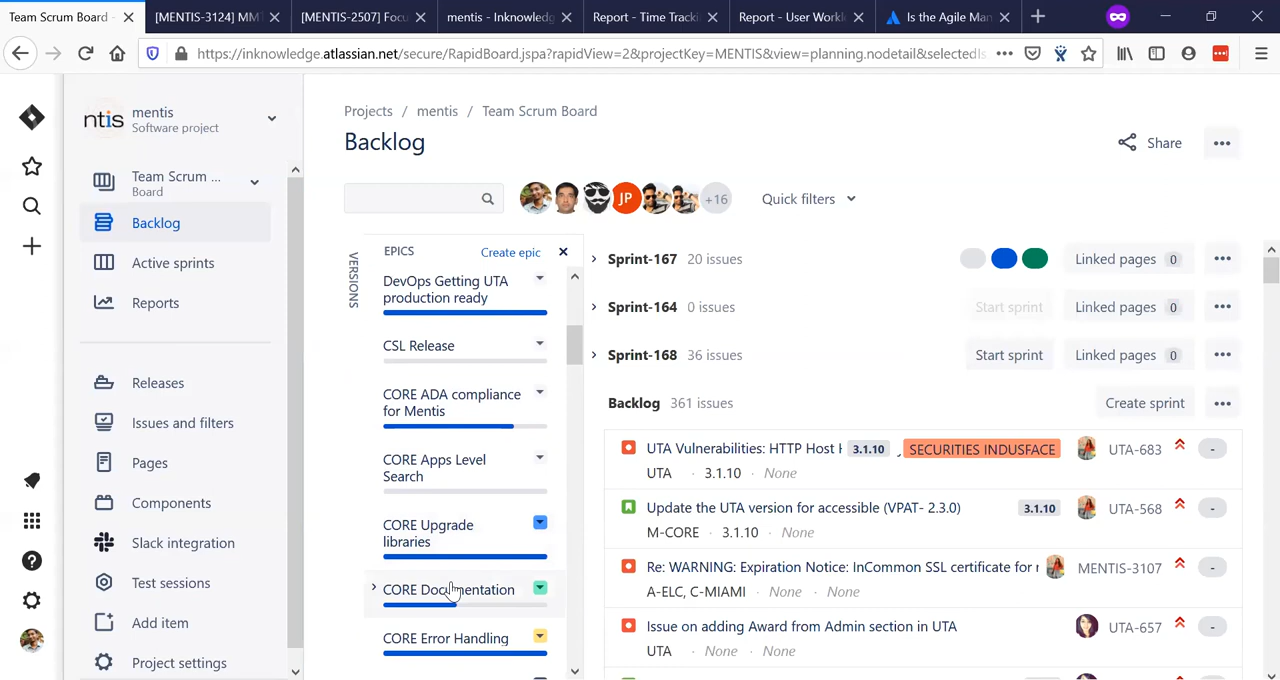 Team Scrum Board -
[MENTIS-3124] MM
[MENTIS-2507] Focu
mentis - Inknowledg
Report - Time Tracki
Report - User Workl
Is the Agile Man
https://inknowledge.atlassian.net/secure/RapidBoard.jspa?rapidView=2&projectKey=MENTIS&view=planning.nodetail&selectedIs
ntis
mentis
Software project
Team Scrum ...
Board
Backlog
Active sprints
Reports
Releases
Issues and filters
Pages
Components
Slack integration
Test sessions
Add item
Project settings
Projects / mentis / Team Scrum Board
Backlog
Share
JP
+16
Quick filters
VERSIONS
EPICS
Create epic
DevOps Getting UTA
production ready
CSL Release
CORE ADA compliance
for Mentis
CORE Apps Level
Search
CORE Upgrade
libraries
CORE Documentation
CORE Error Handling
Sprint-167 20 issues
Linked pages 0
Sprint-164 0 issues
Start sprint
Linked pages 0
Sprint-168 36 issues
Start sprint
Linked pages 0
Backlog 361 issues
Create sprint
UTA Vulnerabilities: HTTP Host 3.1.10 , SECURITIES INDUSFACE UTA-683 -
UTA · 3.1.10 · None
Update the UTA version for accessible (VPAT- 2.3.0) 3.1.10 UTA-568 -
M-CORE · 3.1.10 · None
Re: WARNING: Expiration Notice: InCommon SSL certificate for MENTIS-3107 -
A-ELC, C-MIAMI · None · None
Issue on adding Award from Admin section in UTA UTA-657 -
UTA · None · None